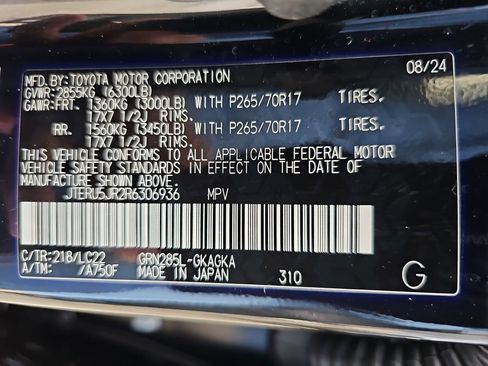 MFD. BY: TOYOTA MOTOR CORPORATION 08/24
GVWR: 2855KG (6300LB)
GAWR: FRT. 1360KG (3000LB) WITH P265/70R17 TIRES.
17X7 1/2J RIMS.
RR. 1560KG (3450LB) WITH P265/70R17 TIRES.
17X7 1/2J RIMS.
THIS VEHICLE CONFORMS TO ALL APPLICABLE FEDERAL MOTOR
VEHICLE SAFETY STANDARDS IN EFFECT ON THE DATE OF
MANUFACTURE SHOWN ABOVE.
JTERU5JR2R6306936 MPV
C/TR: 218/LC22 GRN285L-GKAGKA
A/TM: /A750F MADE IN JAPAN 310 G